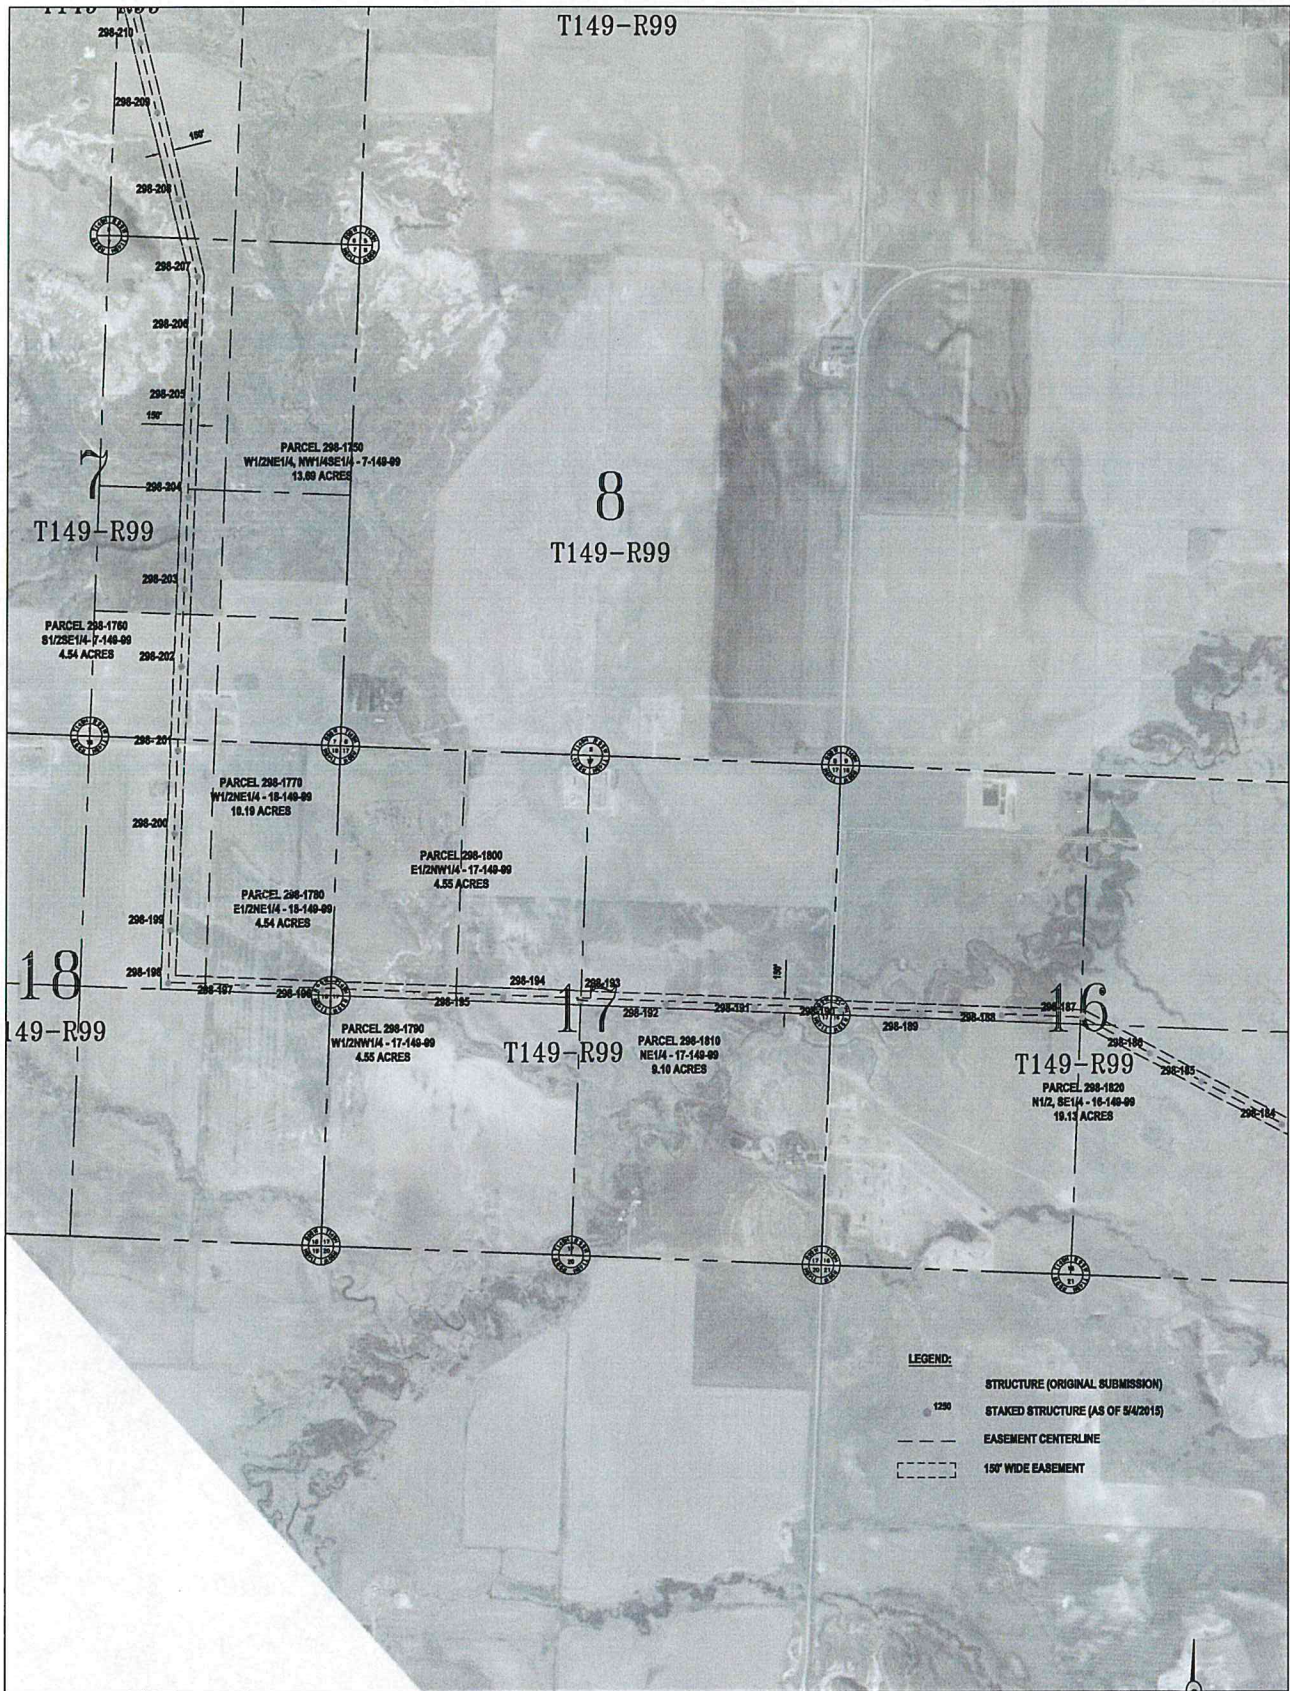 T149-R99
T149-R99
298-210
298-209
150'
298-208
298-207
298-206
298-205
150'
PARCEL 298-1750
W1/2NE1/4, NW1/4SE1/4 - 7-149-99
13.69 ACRES
7
T149-R99
298-204
8
T149-R99
298-203
PARCEL 298-1760
S1/2SE1/4- 7-149-99
4.54 ACRES
298-202
298-201
PARCEL 298-1770
W1/2NE1/4 - 18-149-99
10.19 ACRES
298-200
PARCEL 298-1800
E1/2NW1/4 - 17-149-99
4.55 ACRES
PARCEL 298-1780
E1/2NE1/4 - 18-149-99
4.54 ACRES
298-199
18
149-R99
298-198
298-197
298-196
298-195
298-194
298-193
150'
298-192
298-191
298-190
298-189
298-188
298-187
298-186
298-185
298-184
17
T149-R99
16
T149-R99
PARCEL 298-1790
W1/2NW1/4 - 17-149-99
4.55 ACRES
PARCEL 298-1810
NE1/4 - 17-149-99
9.10 ACRES
PARCEL 298-1820
N1/2, SE1/4 - 16-149-99
19.13 ACRES
LEGEND:
STRUCTURE (ORIGINAL SUBMISSION)
1250 STAKED STRUCTURE (AS OF 5/4/2015)
EASEMENT CENTERLINE
150' WIDE EASEMENT